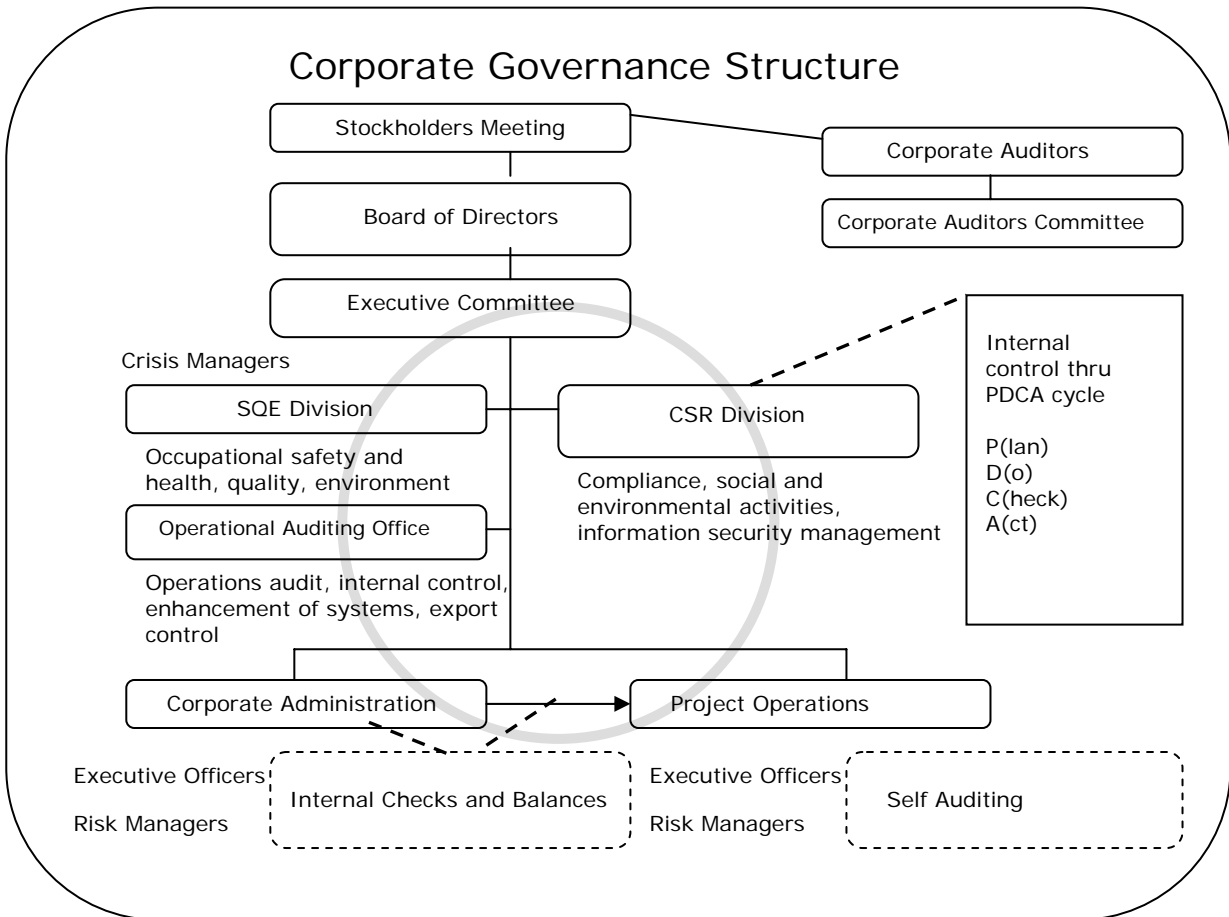 Corporate Governance Structure
Stockholders Meeting
Corporate Auditors
Board of Directors
Corporate Auditors Committee
Executive Committee
Internal
control thru
PDCA cycle
P(lan)
D(o)
C(heck)
A(ct)
Crisis Managers
SQE Division
CSR Division
Occupational safety and
health, quality, environment
Compliance, social and
environmental activities,
information security management
Operational Auditing Office
Operations audit, internal control,
enhancement of systems, export
control
Corporate Administration
Project Operations
Executive Officers
Risk Managers
Internal Checks and Balances
Executive Officers
Risk Managers
Self Auditing